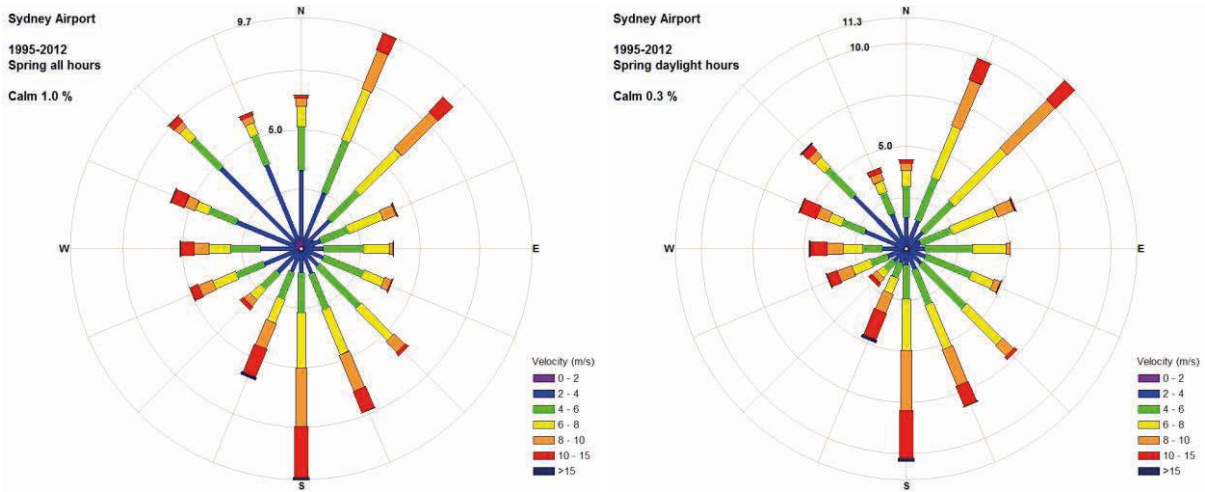 Sydney Airport
1995-2012
Spring all hours
Calm 1.0 %
N
9.7
5.0
W
E
S
Velocity (m/s)
0 - 2
2 - 4
4 - 6
6 - 8
8 - 10
10 - 15
>15
Sydney Airport
1995-2012
Spring daylight hours
Calm 0.3 %
N
11.3
10.0
5.0
W
E
S
Velocity (m/s)
0 - 2
2 - 4
4 - 6
6 - 8
8 - 10
10 - 15
>15